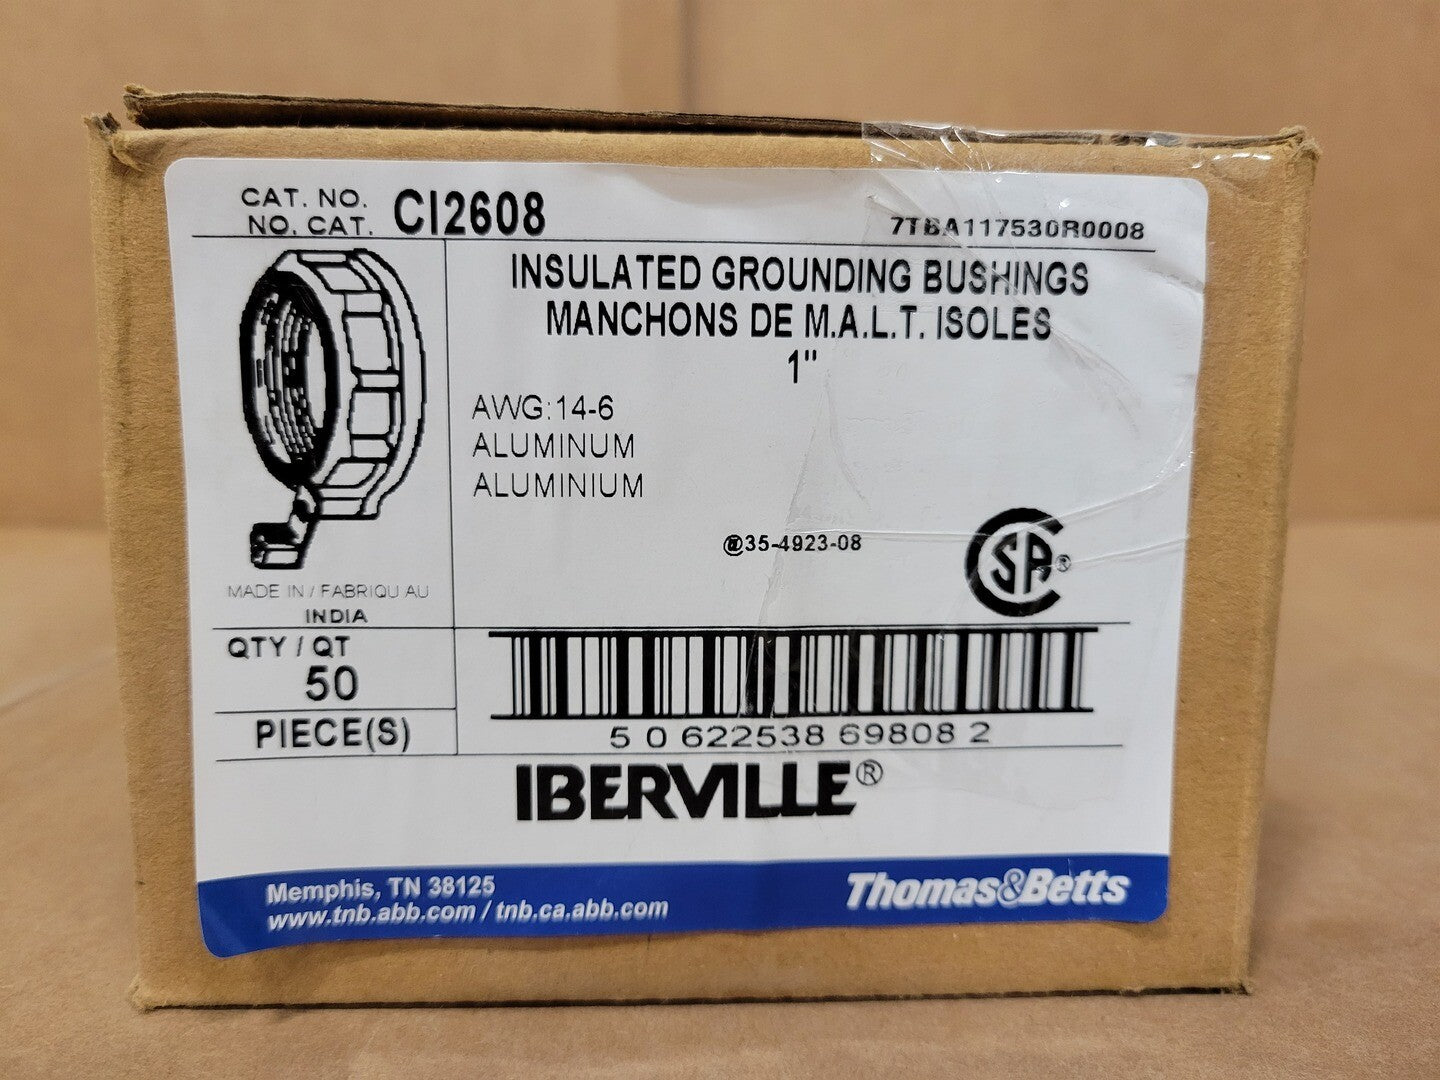 CAT. NO.
NO. CAT. CI2608
7TBA117530R0008
INSULATED GROUNDING BUSHINGS
MANCHONS DE M.A.L.T. ISOLES
1"
AWG:14-6
ALUMINUM
ALUMINIUM
@35-4923-08
CSA®
MADE IN / FABRIQU AU
INDIA
QTY / QT
50
PIECE(S)
5 0 622538 69808 2
IBERVILLE®
Memphis, TN 38125
www.tnb.abb.com / tnb.ca.abb.com
Thomas&Betts